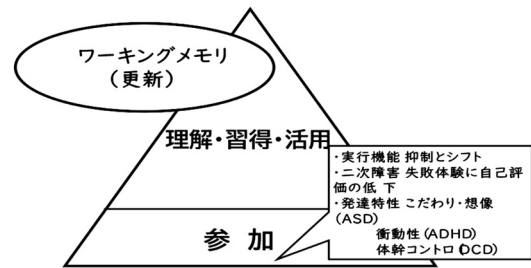 ワーキングメモリ
(更新)
理解・習得・活用
・実行機能 抑制とシフト
・二次障害 失敗体験に自己評
価の低 下
・発達特性 こだわり・想像
(ASD)
衝動性(ADHD)
体幹コントロ(DCD)
参 加